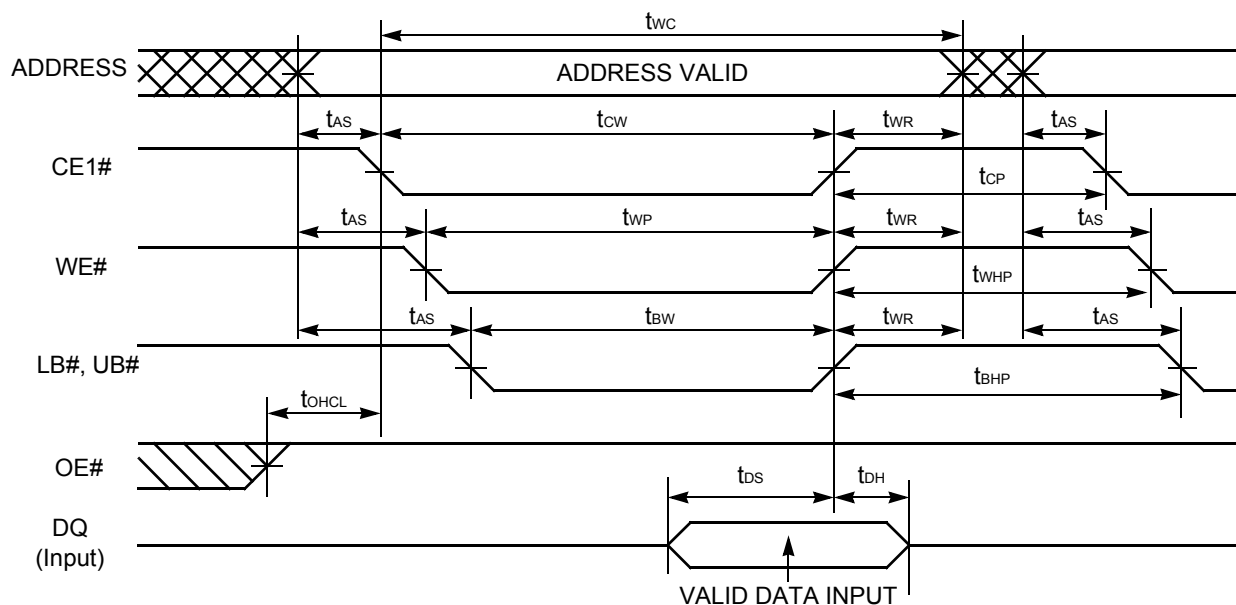 tWC
ADDRESS
ADDRESS VALID
tAS tCW tWR tAS
CE1#
tCP
tAS tWP tWR tAS
WE#
tWHP
tAS tBW tWR tAS
LB#, UB#
tBHP
tOHCL
OE#
tDS tDH
DQ
(Input)
VALID DATA INPUT